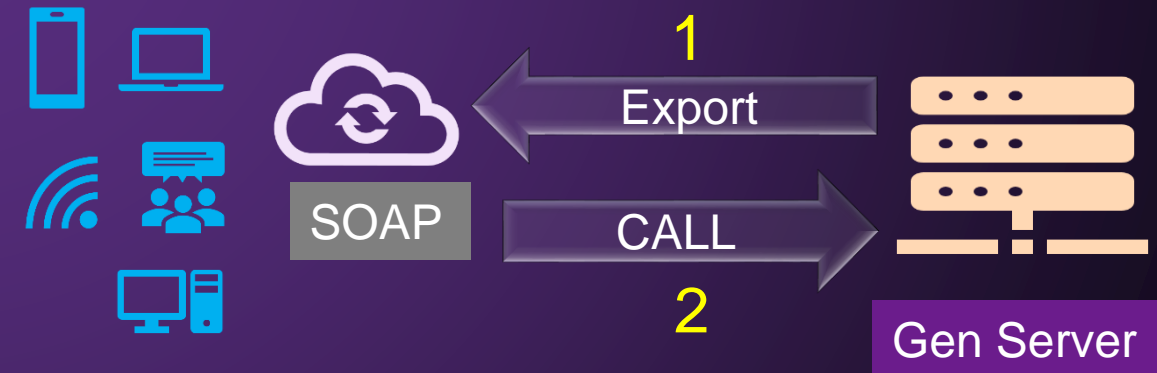 1
Export
SOAP
CALL
2
Gen Server